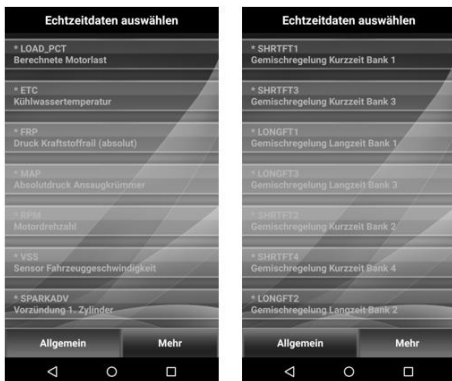 Echtzeitdaten auswählen
* LOAD_PCT
Berechnete Motorlast
* ETC
Kühlwassertemperatur
* FRP
Druck Kraftstoffrail (absolut)
* MAP
Absolutdruck Ansaugkrümmer
* RPM
Motordrehzahl
* VSS
Sensor Fahrzeuggeschwindigkeit
* SPARKADV
Vorzündung 1. Zylinder
Allgemein
Mehr
Echtzeitdaten auswählen
* SHRTFT1
Gemischregelung Kurzzeit Bank 1
* SHRTFT3
Gemischregelung Kurzzeit Bank 3
* LONGFT1
Gemischregelung Langzeit Bank 1
* LONGFT3
Gemischregelung Langzeit Bank 3
* SHRTFT2
Gemischregelung Kurzzeit Bank 2
* SHRTFT4
Gemischregelung Kurzzeit Bank 4
* LONGFT2
Gemischregelung Langzeit Bank 2
Allgemein
Mehr